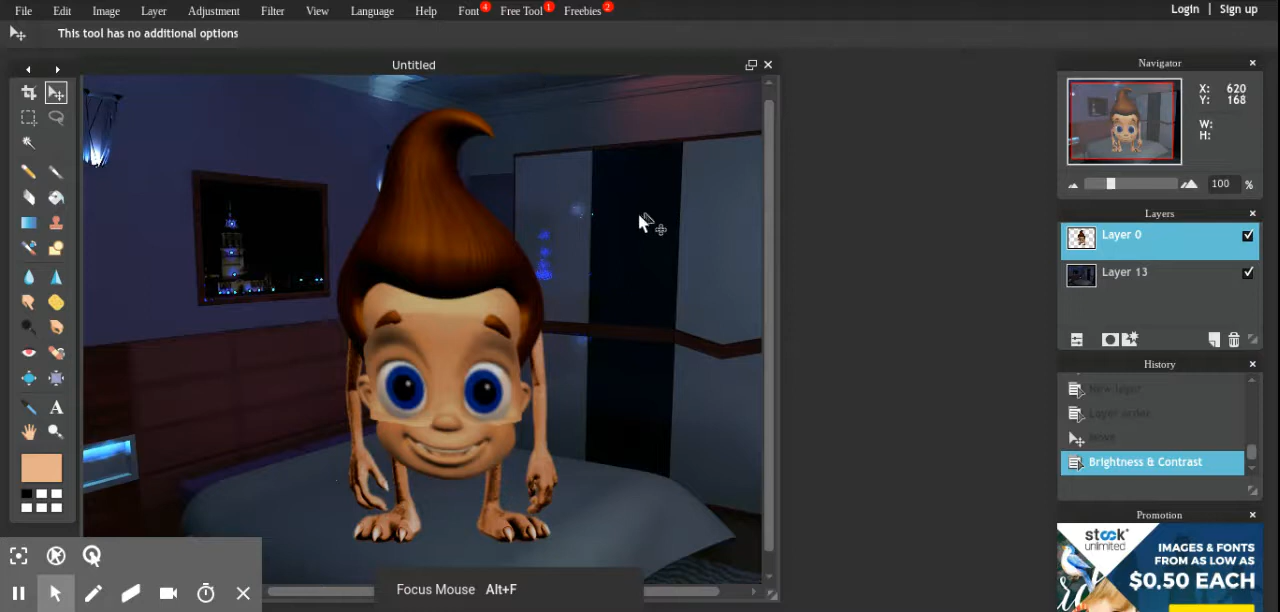 File Edit Image Layer Adjustment Filter View Language Help Font 4 Free Tool 1 Freebies 2 Login | Sign up
This tool has no additional options
Untitled
Navigator
X: 620
Y: 168
W:
H:
100 %
Layers
Layer 0
Layer 13
History
New layer
Layer order
Move
Brightness & Contrast
Promotion
stock
unlimited
IMAGES & FONTS
FROM AS LOW AS
$0.50 EACH
A
Focus Mouse Alt+F